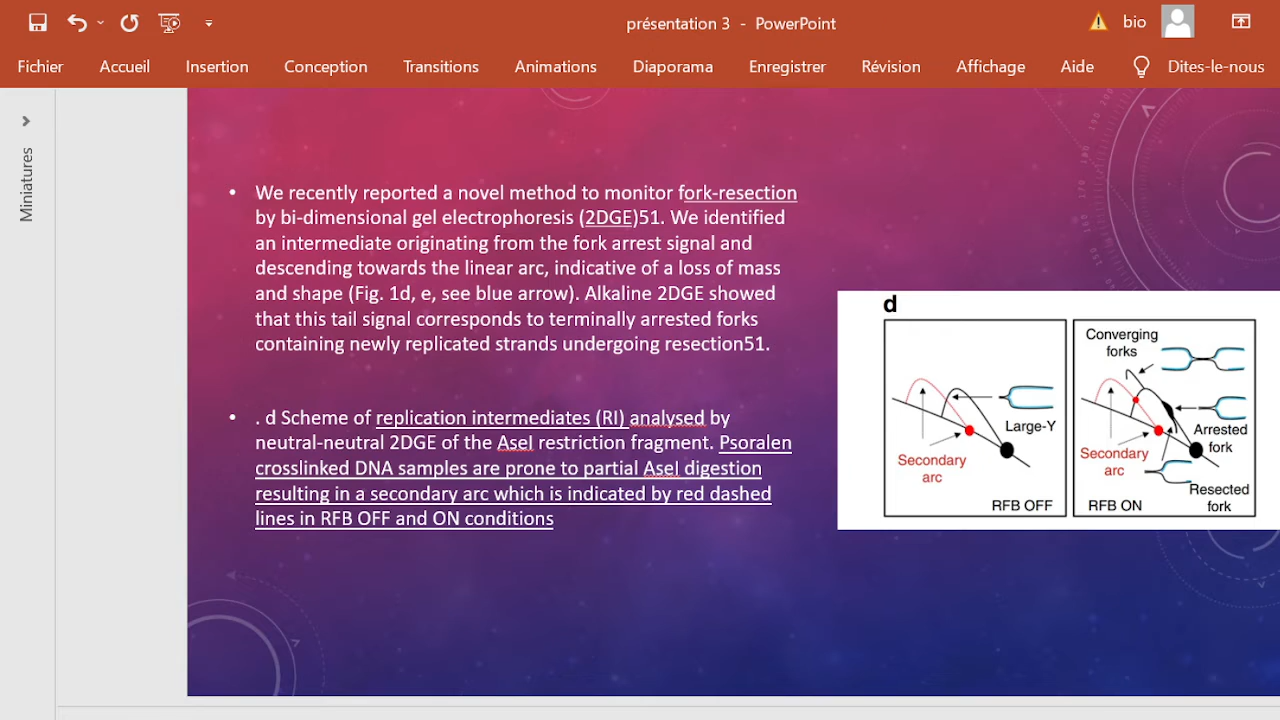 présentation 3 - PowerPoint
bio
Fichier
Accueil
Insertion
Conception
Transitions
Animations
Diaporama
Enregistrer
Révision
Affichage
Aide
Dites-le-nous
Miniatures
• We recently reported a novel method to monitor fork-resection
by bi-dimensional gel electrophoresis (2DGE)51. We identified
an intermediate originating from the fork arrest signal and
descending towards the linear arc, indicative of a loss of mass
and shape (Fig. 1d, e, see blue arrow). Alkaline 2DGE showed
that this tail signal corresponds to terminally arrested forks
containing newly replicated strands undergoing resection51.
• . d Scheme of replication intermediates (RI) analysed by
neutral-neutral 2DGE of the AseI restriction fragment. Psoralen
crosslinked DNA samples are prone to partial AseI digestion
resulting in a secondary arc which is indicated by red dashed
lines in RFB OFF and ON conditions
d
Large-Y
Secondary
arc
RFB OFF
Converging
forks
Arrested
fork
Secondary
arc
Resected
fork
RFB ON